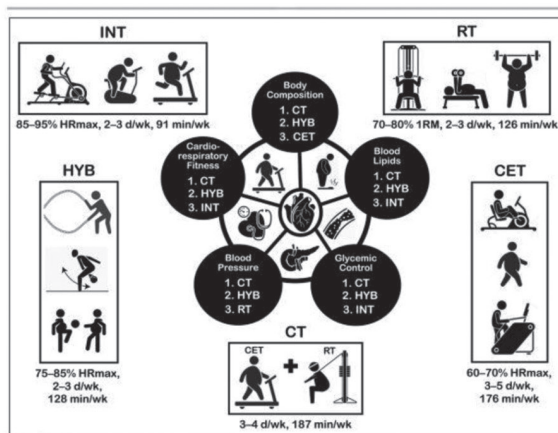 INT
85–95% HRmax, 2–3 d/wk, 91 min/wk
RT
70–80% 1RM, 2–3 d/wk, 126 min/wk
Body
Composition
1. CT
2. HYB
3. CET
Cardio-
respiratory
Fitness
1. CT
2. HYB
3. INT
Blood
Lipids
1. CT
2. HYB
3. INT
Blood
Pressure
1. CT
2. HYB
3. RT
Glycemic
Control
1. CT
2. HYB
3. INT
HYB
75–85% HRmax,
2–3 d/wk,
128 min/wk
CET
60–70% HRmax,
3–5 d/wk,
176 min/wk
CT
CET
RT
3–4 d/wk, 187 min/wk